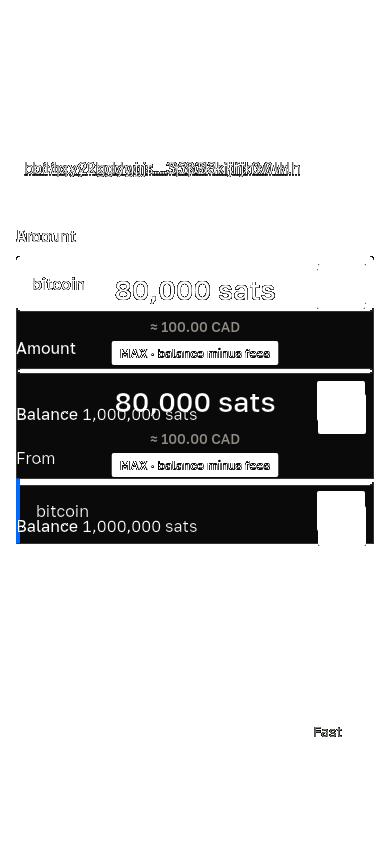 Amount
bitcoin
80,000 sats
≈ 100.00 CAD
Amount
MAX - balance minus fees
80,000 sats
Balance 1,000,000 sats
≈ 100.00 CAD
From
MAX - balance minus fees
bitcoin
Balance 1,000,000 sats
Fast